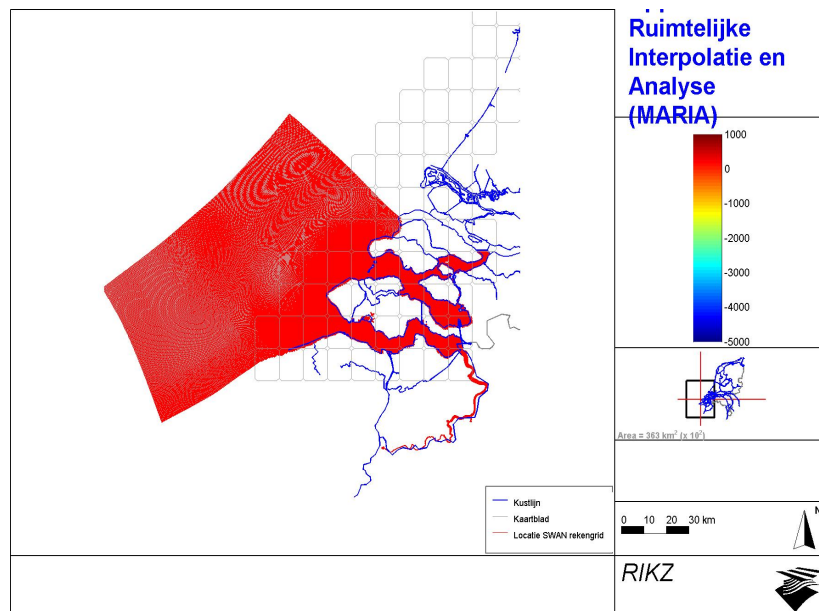 Ruimtelijke
Interpolatie en
Analyse
(MARIA)
1000
0
-1000
-2000
-3000
-4000
-5000
Area = 363 km² (x 10²)
Kustlijn
Kaartblad
Locatie SWAN rekengrid
0 10 20 30 km
N
RIKZ